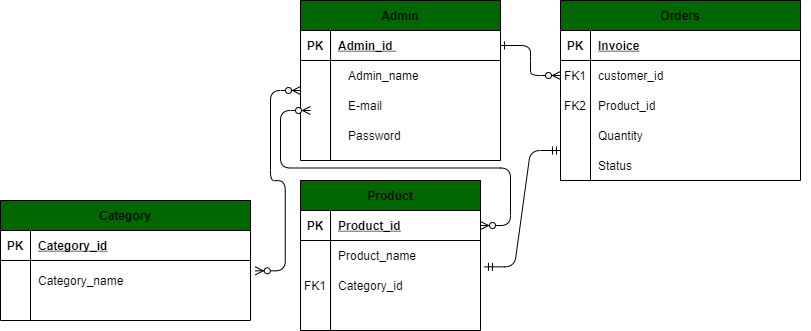 Admin
PK Admin_id
Admin_name
E-mail
Password
Orders
PK Invoice
FK1 customer_id
FK2 Product_id
Quantity
Status
Category
PK Category_id
Category_name
Product
PK Product_id
Product_name
FK1 Category_id